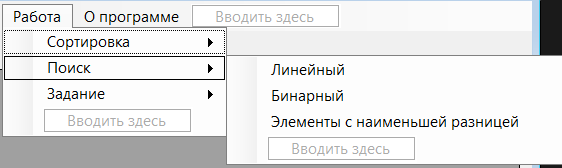 Работа О программе Вводить здесь
Сортировка
Поиск
Линейный
Задание
Бинарный
Вводить здесь
Элементы с наименьшей разницей
Вводить здесь